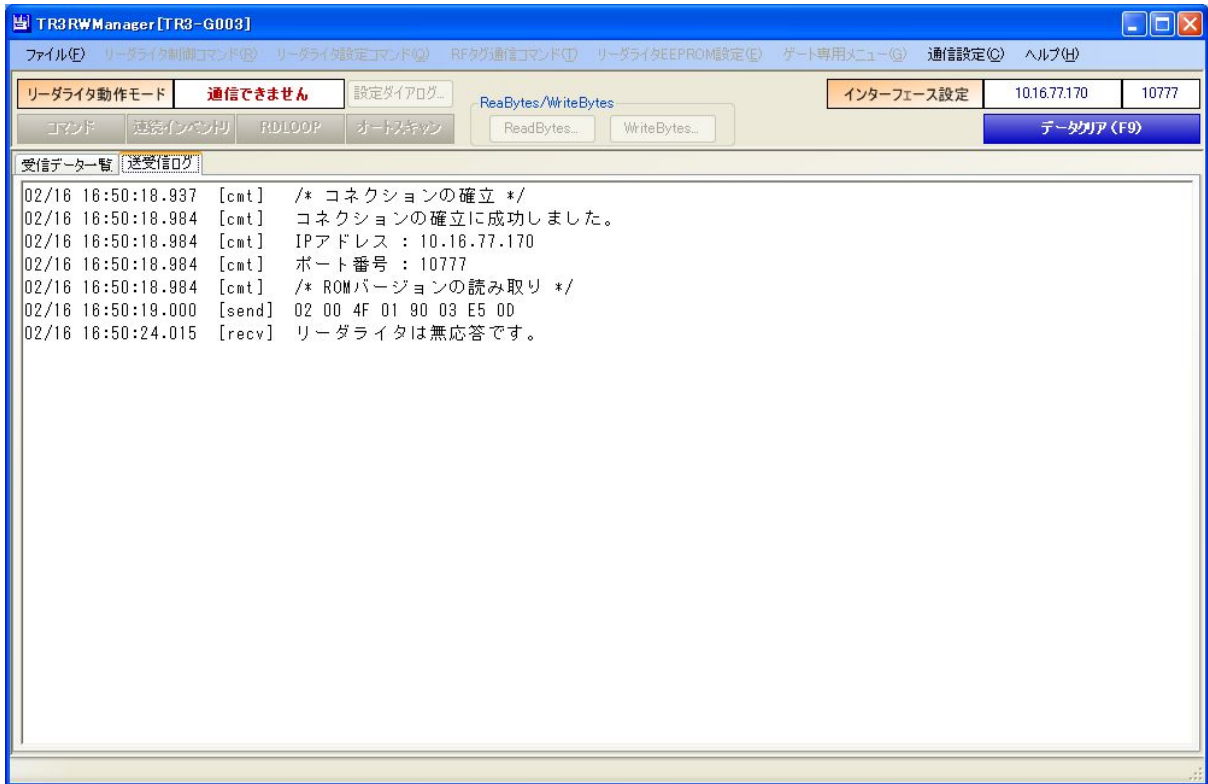 TR3RWManager[TR3-G003]
ファイル(F) リーダライタ制御コマンド(R) リーダライタ設定コマンド(Q) RFタグ通信コマンド(T) リーダライタEEPROM設定(E) ゲート専用メニュー(G) 通信設定(C) ヘルプ(H)
リーダライタ動作モード 通信できません 設定ダイアログ... ReaBytes/WriteBytes インターフェース設定 10.16.77.170 10777
コマンド 連続インベントリ RDLOOP オートスキャン ReadBytes... WriteBytes... データクリア (F9)
受信データ一覧 送受信ログ
02/16 16:50:18.937 [cmt] /* コネクションの確立 */
02/16 16:50:18.984 [cmt] コネクションの確立に成功しました。
02/16 16:50:18.984 [cmt] IPアドレス : 10.16.77.170
02/16 16:50:18.984 [cmt] ポート番号 : 10777
02/16 16:50:18.984 [cmt] /* ROMバージョンの読み取り */
02/16 16:50:19.000 [send] 02 00 4F 01 90 03 E5 0D
02/16 16:50:24.015 [recv] リーダライタは無応答です。